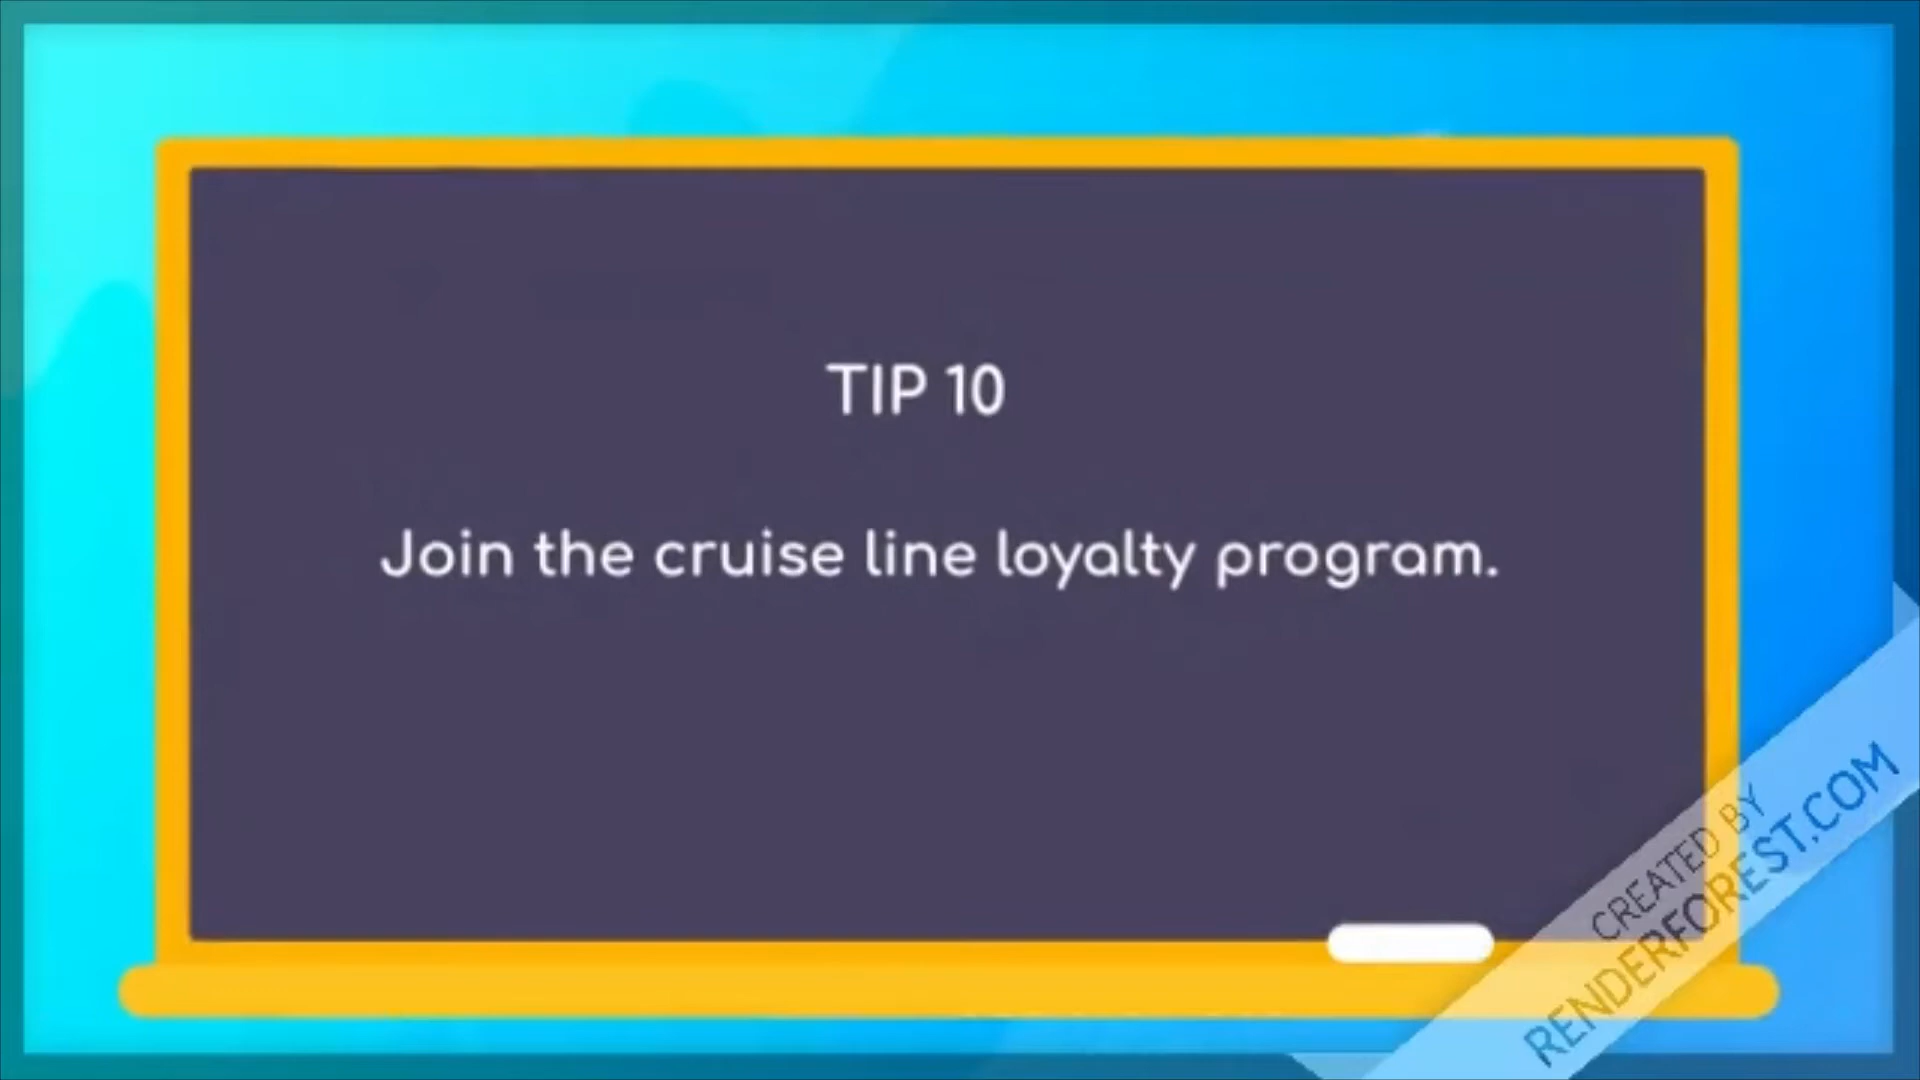 TIP 10
Join the cruise line loyalty program.
CREATED BY
RENDERFOREST.COM